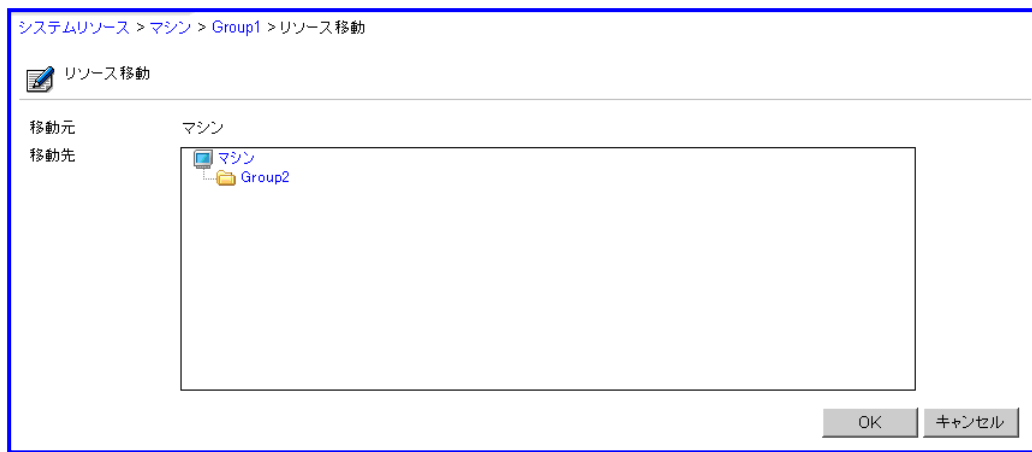 システムリソース > マシン > Group1 >リソース移動
リソース移動
移動元 マシン
移動先
マシン
Group2
OK キャンセル